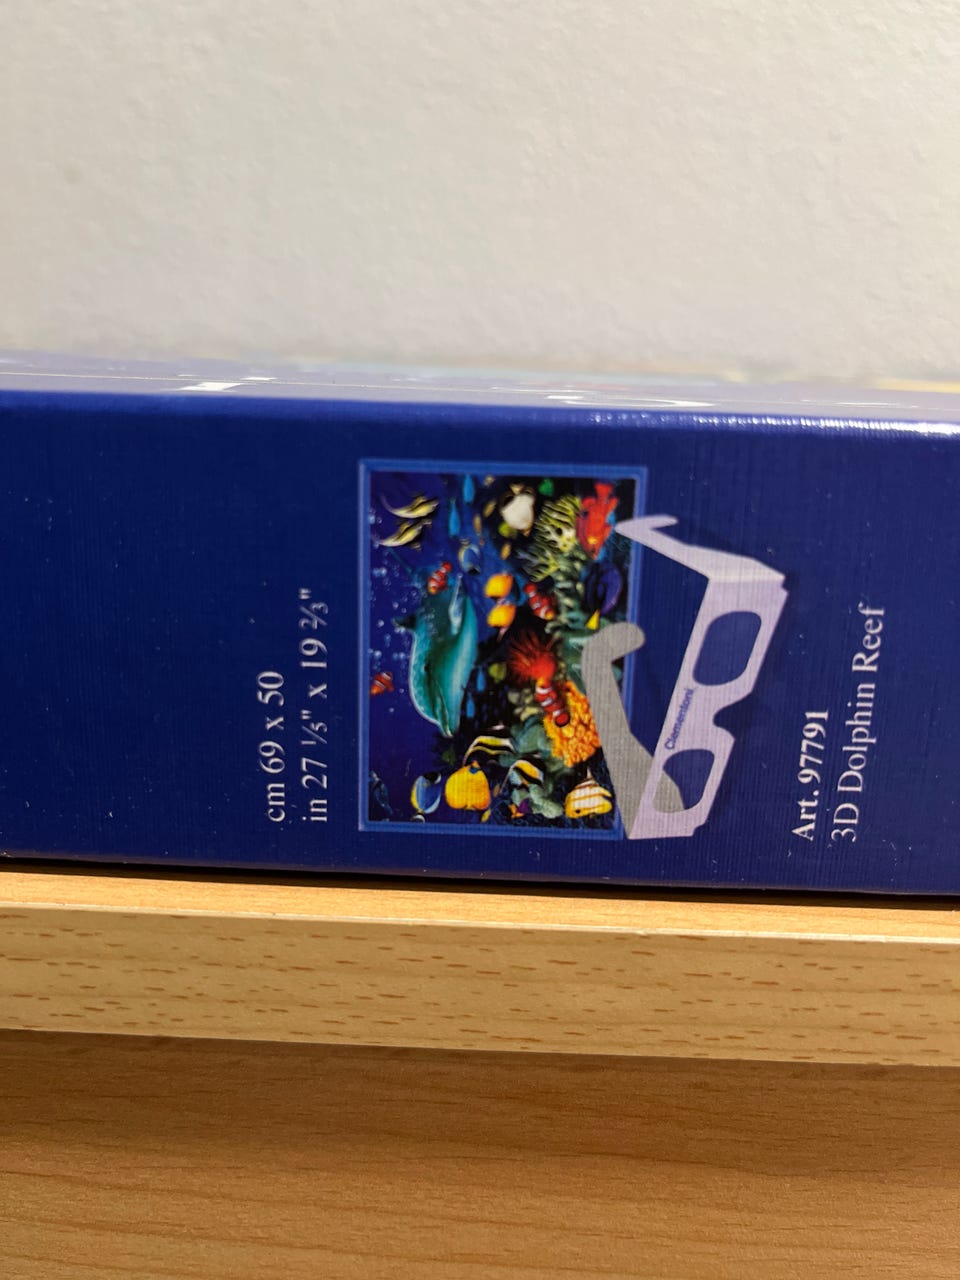 cm 69 x 50
in 27 ⅕" x 19 ⅔"
Clementoni
Art. 97791
3D Dolphin Reef